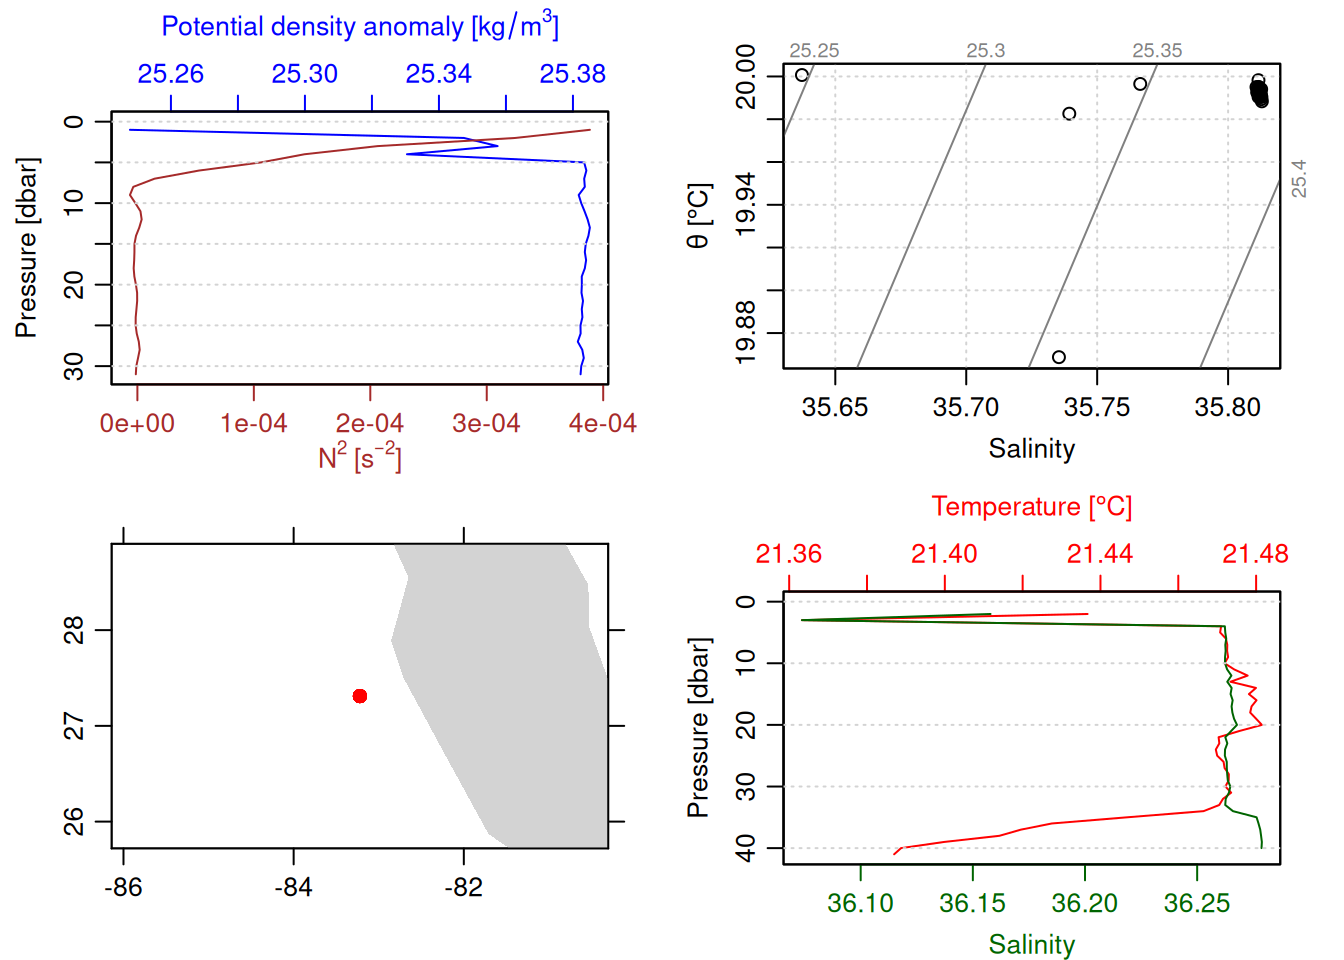 Potential density anomaly [kg/m³]
25.26 25.30 25.34 25.38
Pressure [dbar]
0
10
20
30
0e+00 1e-04 2e-04 3e-04 4e-04
N² [s⁻²]
25.25 25.3 25.35
25.4
θ [°C]
20.00
19.94
19.88
35.65 35.70 35.75 35.80
Salinity
28
27
26
-86 -84 -82
Temperature [°C]
21.36 21.40 21.44 21.48
Pressure [dbar]
0
10
20
30
40
36.10 36.15 36.20 36.25
Salinity